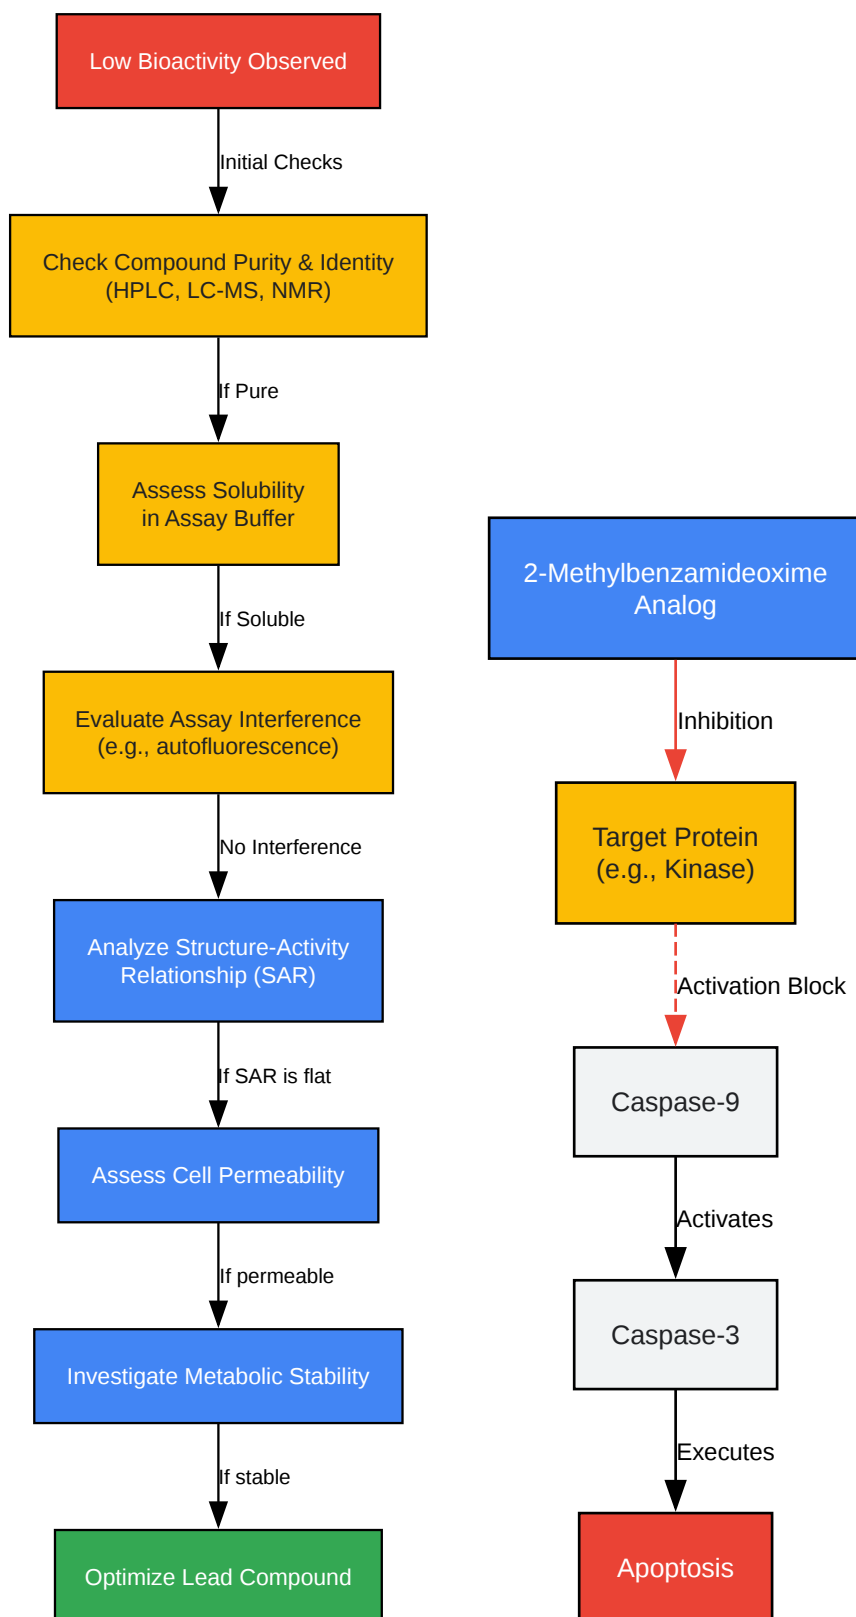 Low Bioactivity Observed
Initial Checks
Check Compound Purity & Identity
(HPLC, LC-MS, NMR)
If Pure
Assess Solubility
in Assay Buffer
If Soluble
Evaluate Assay Interference
(e.g., autofluorescence)
No Interference
Analyze Structure-Activity
Relationship (SAR)
If SAR is flat
Assess Cell Permeability
If permeable
Investigate Metabolic Stability
If stable
Optimize Lead Compound
2-Methylbenzamideoxime
Analog
Inhibition
Target Protein
(e.g., Kinase)
Activation Block
Caspase-9
Activates
Caspase-3
Executes
Apoptosis